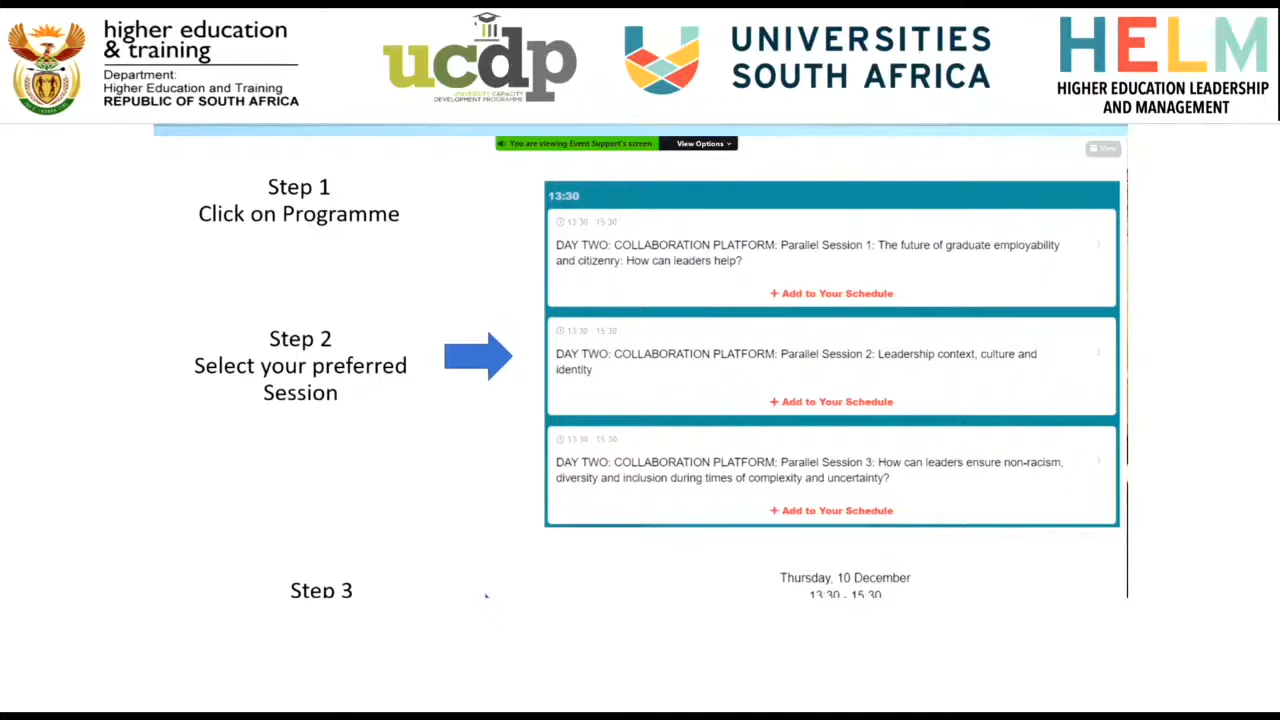 higher education
& training
Department:
Higher Education and Training
REPUBLIC OF SOUTH AFRICA
ucdp
UNIVERSITY CAPACITY
DEVELOPMENT PROGRAMME
UNIVERSITIES
SOUTH AFRICA
HELM
HIGHER EDUCATION LEADERSHIP
AND MANAGEMENT
You are viewing Event Support's screen
View Options
View
Step 1
Click on Programme
Step 2
Select your preferred
Session
Step 3
13:30
13:30 15:30
DAY TWO: COLLABORATION PLATFORM: Parallel Session 1: The future of graduate employability
and citizenry: How can leaders help?
+ Add to Your Schedule
13:30 15:30
DAY TWO: COLLABORATION PLATFORM: Parallel Session 2: Leadership context, culture and
identity
+ Add to Your Schedule
13:30 15:30
DAY TWO: COLLABORATION PLATFORM: Parallel Session 3: How can leaders ensure non-racism,
diversity and inclusion during times of complexity and uncertainty?
+ Add to Your Schedule
Thursday, 10 December
13:30 - 15:30